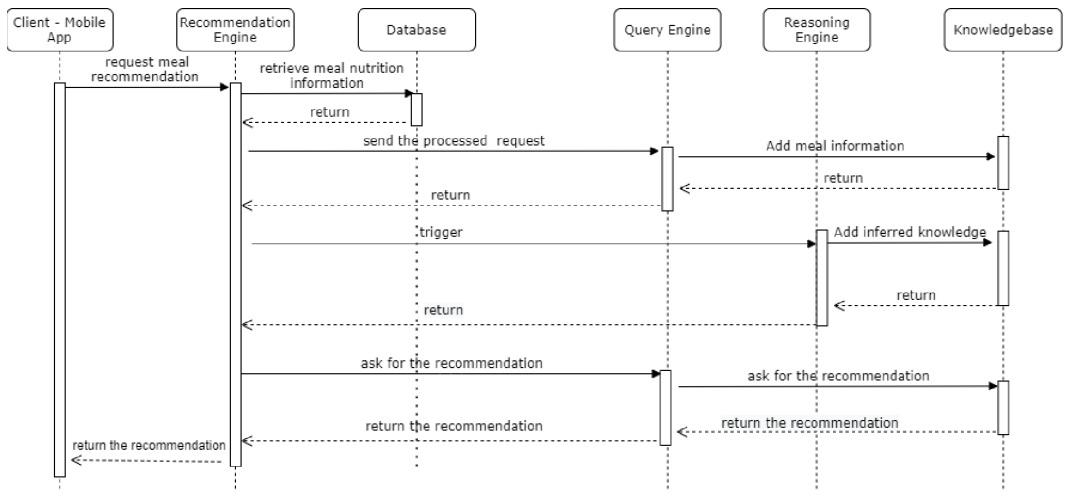 Client - Mobile
App
Recommendation
Engine
Database
Query Engine
Reasoning
Engine
Knowledgebase
request meal
recommendation
retrieve meal nutrition
information
return
send the processed request
Add meal information
return
return
trigger
Add inferred knowledge
return
return
ask for the recommendation
ask for the recommendation
return the recommendation
return the recommendation
return the recommendation